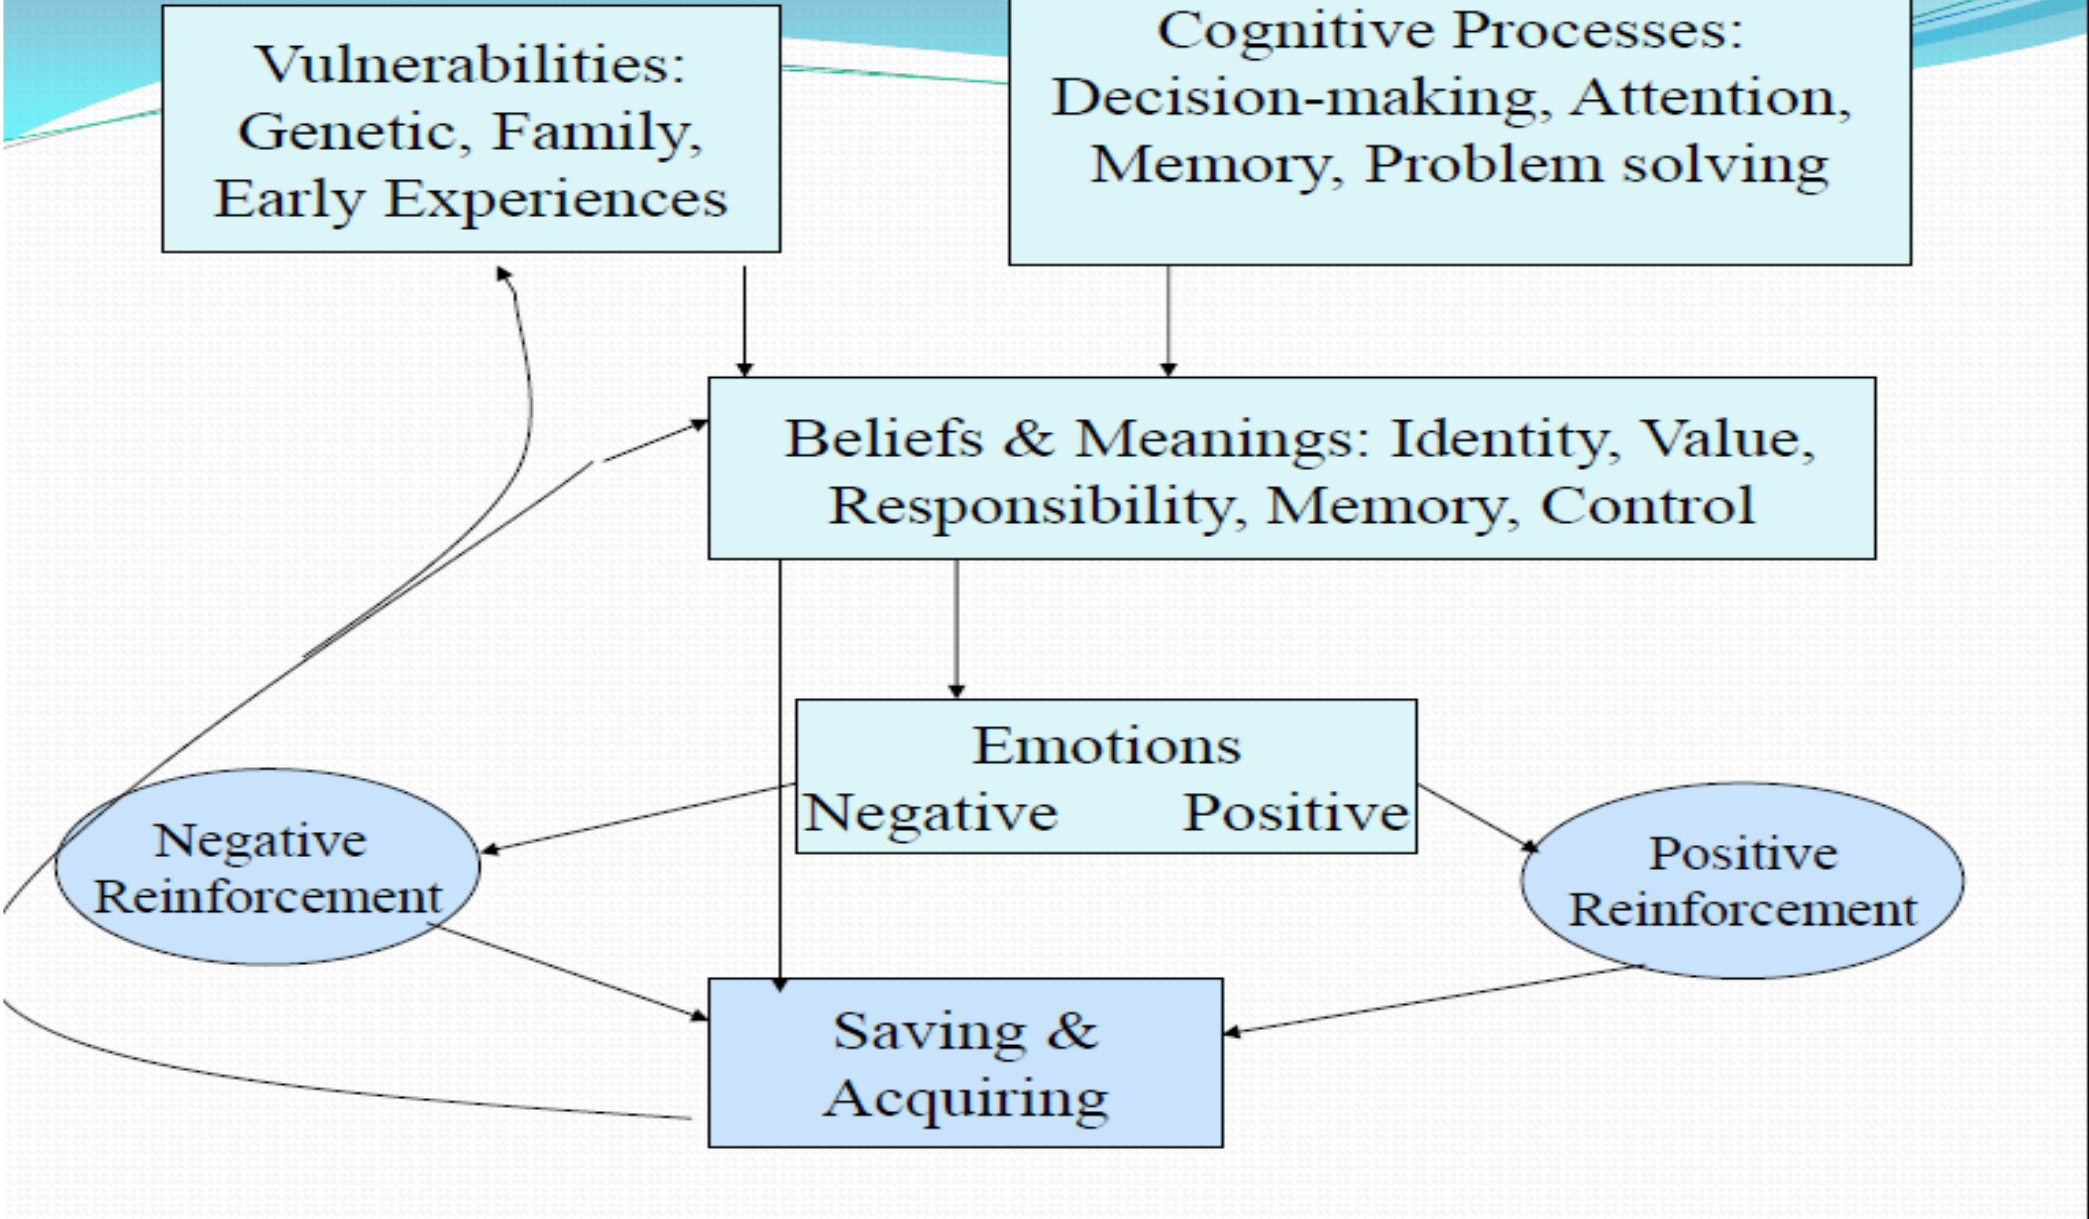 Vulnerabilities:
Genetic, Family,
Early Experiences
Cognitive Processes:
Decision-making, Attention,
Memory, Problem solving
Beliefs & Meanings: Identity, Value,
Responsibility, Memory, Control
Emotions
Negative Positive
Negative
Reinforcement
Positive
Reinforcement
Saving &
Acquiring